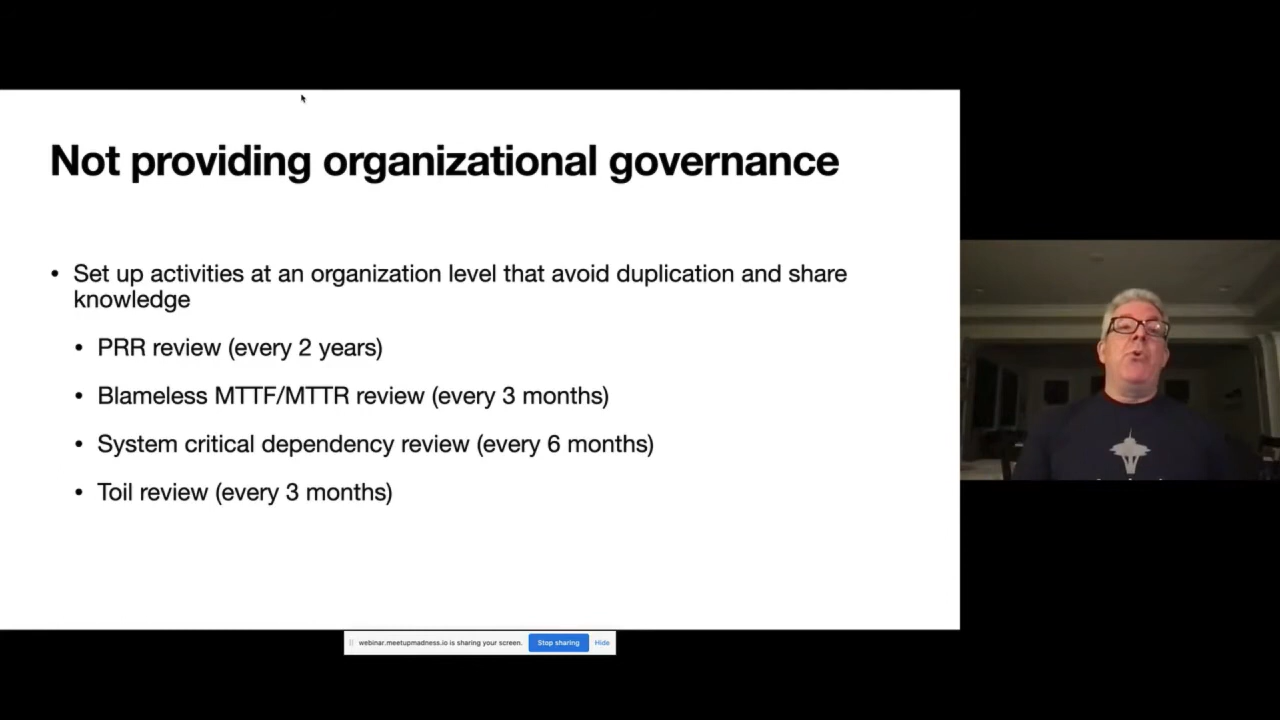 Not providing organizational governance
• Set up activities at an organization level that avoid duplication and share
knowledge
• PRR review (every 2 years)
• Blameless MTTF/MTTR review (every 3 months)
• System critical dependency review (every 6 months)
• Toil review (every 3 months)
webinar.meetupmadness.io is sharing your screen. Stop sharing Hide